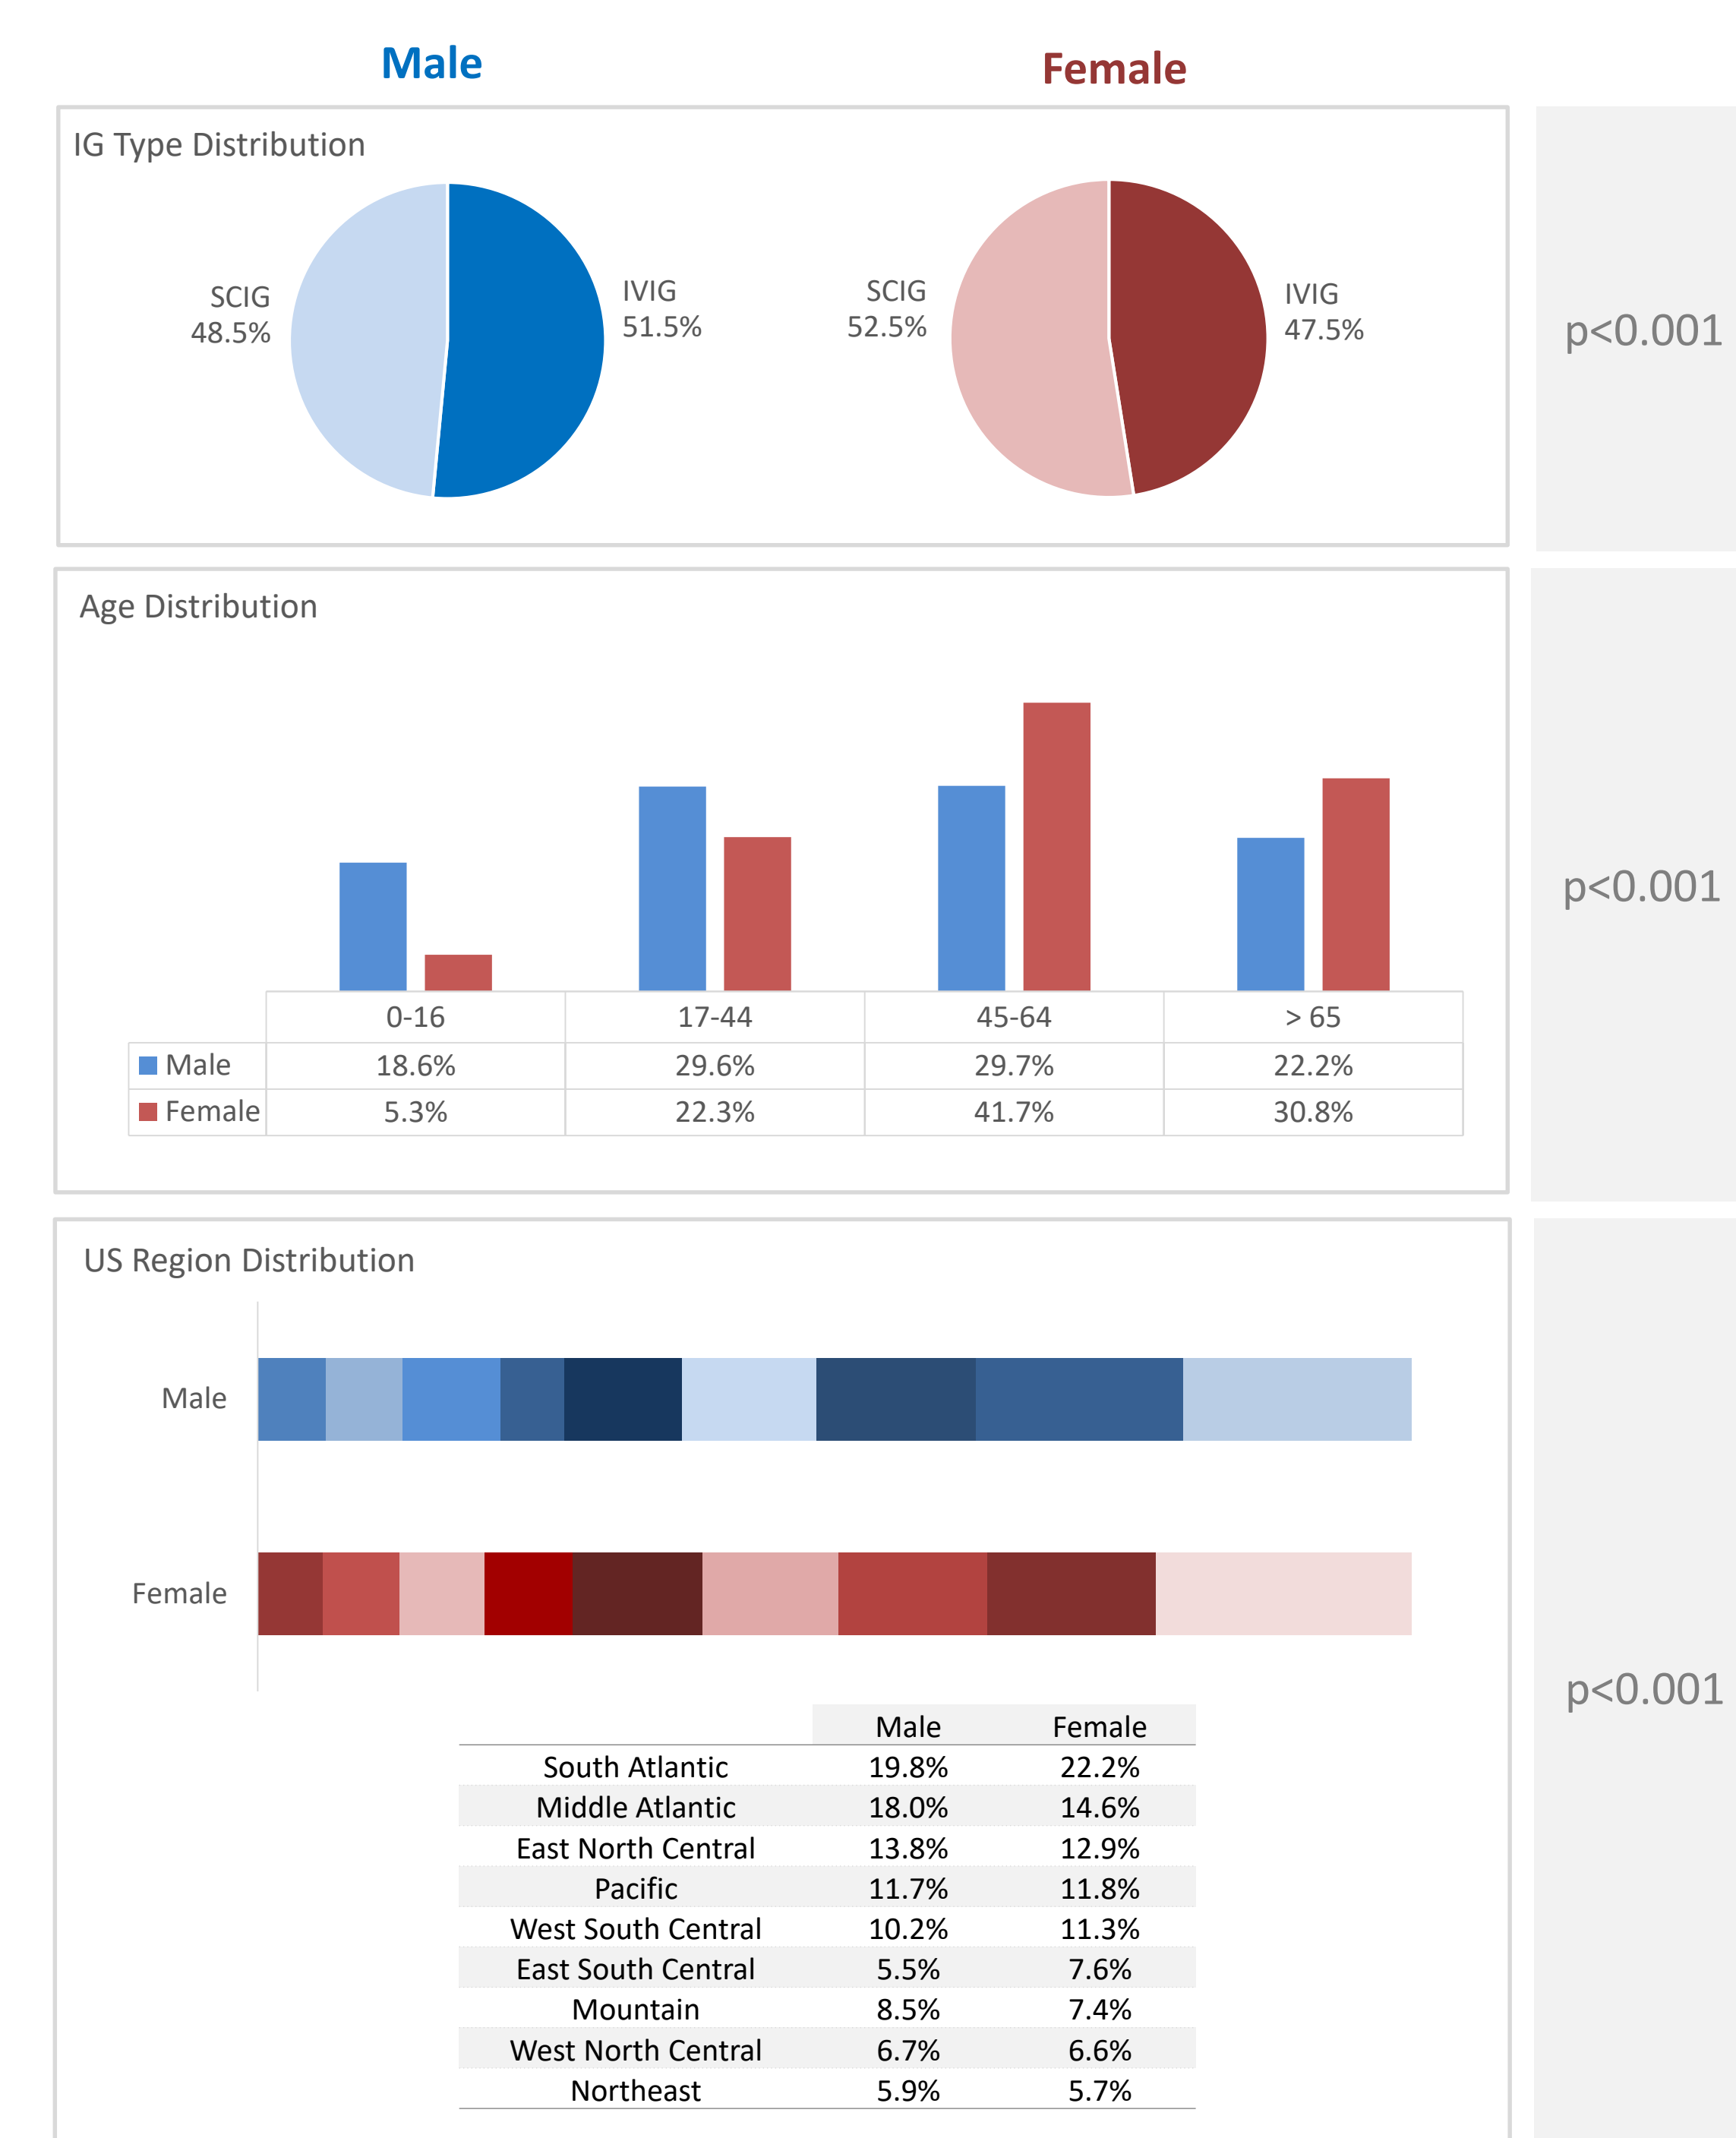 Male
Female
IG Type Distribution
SCIG
48.5%
IVIG
51.5%
SCIG
52.5%
IVIG
47.5%
p<0.001
Age Distribution
0-16 17-44 45-64 > 65
Male 18.6% 29.6% 29.7% 22.2%
Female 5.3% 22.3% 41.7% 30.8%
p<0.001
US Region Distribution
Male
Female
p<0.001
Male Female
South Atlantic 19.8% 22.2%
Middle Atlantic 18.0% 14.6%
East North Central 13.8% 12.9%
Pacific 11.7% 11.8%
West South Central 10.2% 11.3%
East South Central 5.5% 7.6%
Mountain 8.5% 7.4%
West North Central 6.7% 6.6%
Northeast 5.9% 5.7%